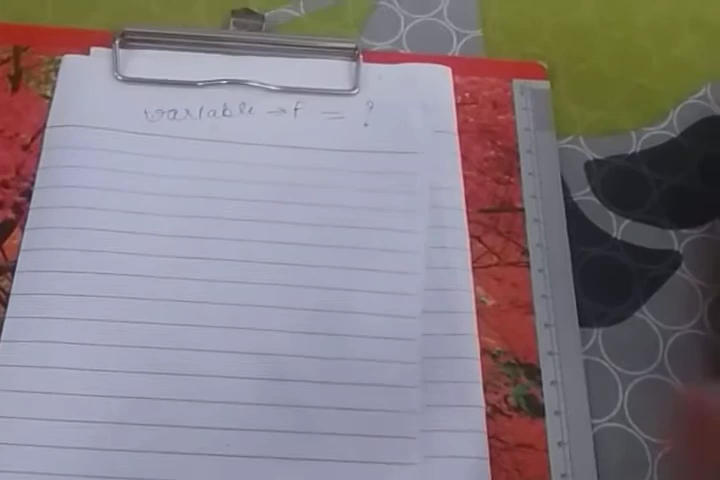 variable → f = ?